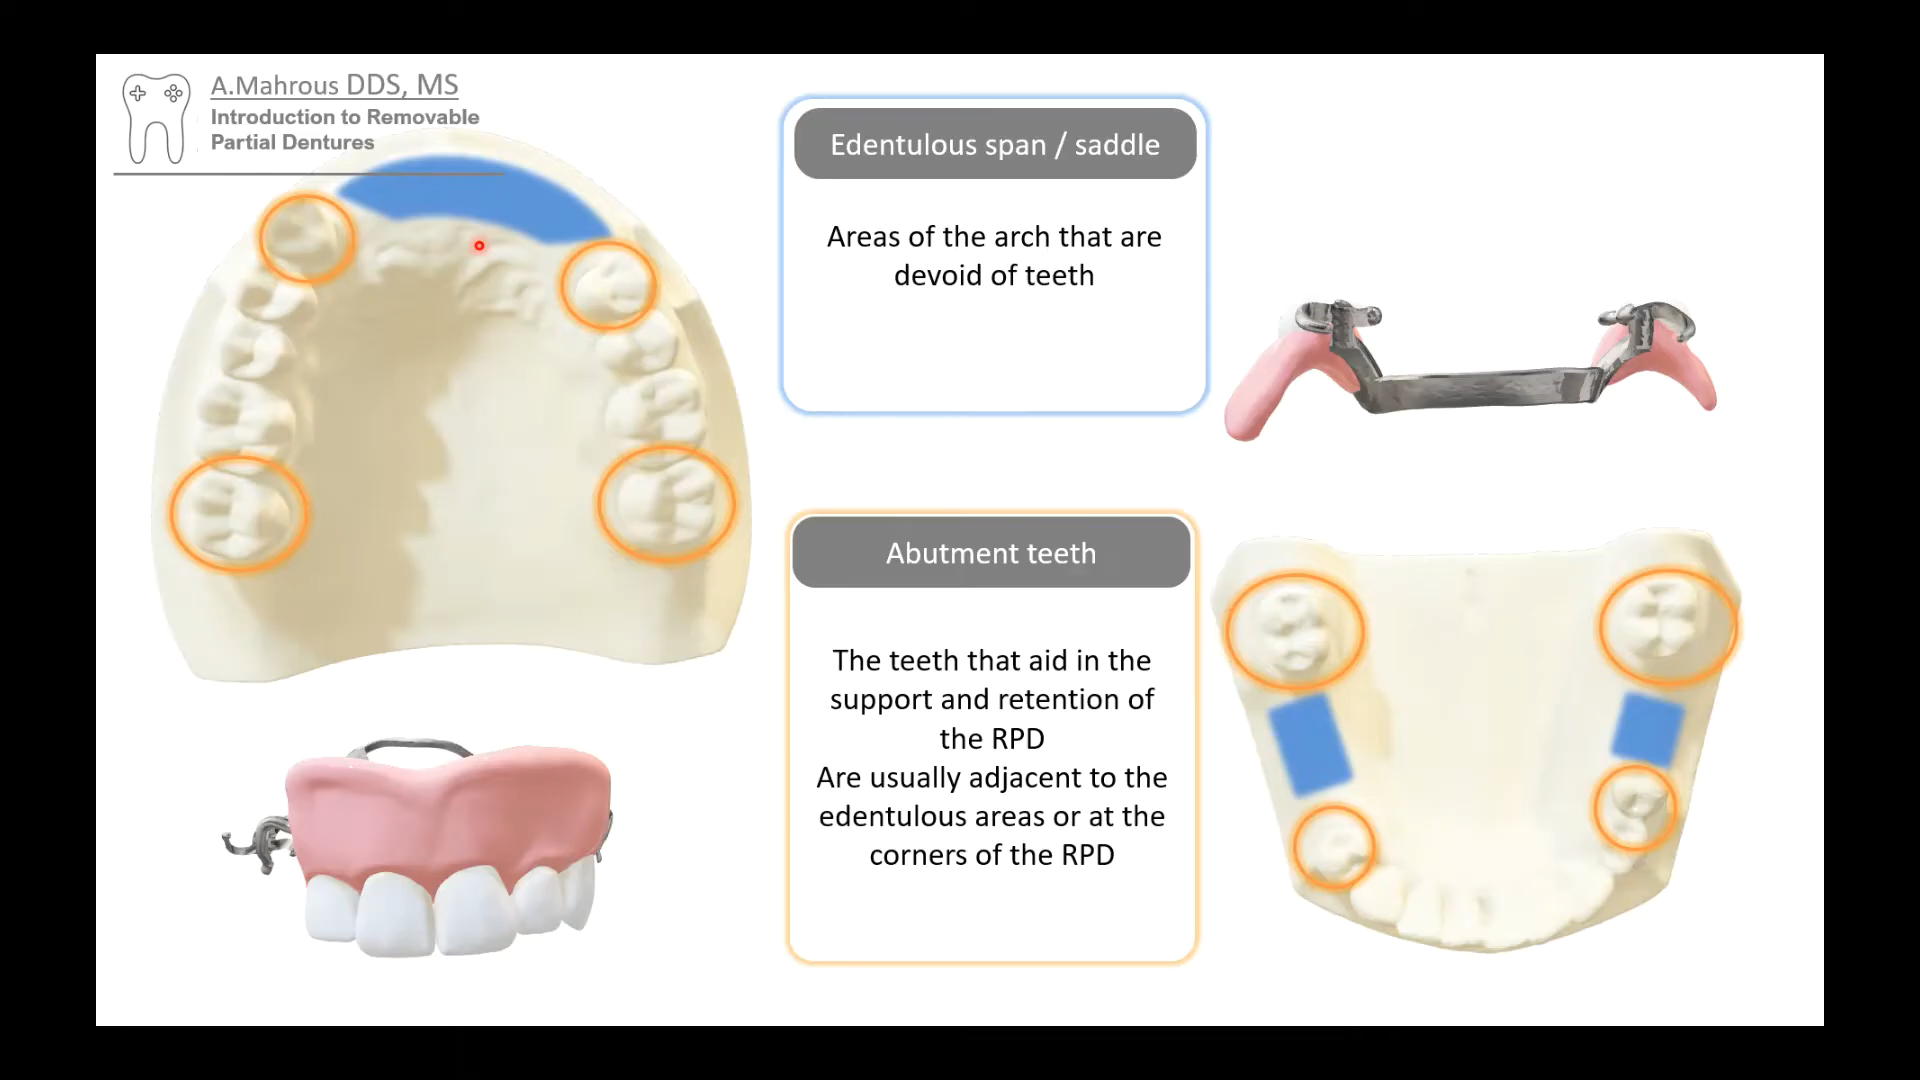 A.Mahrous DDS, MS
Introduction to Removable
Partial Dentures
Edentulous span / saddle
Areas of the arch that are
devoid of teeth
Abutment teeth
The teeth that aid in the
support and retention of
the RPD
Are usually adjacent to the
edentulous areas or at the
corners of the RPD